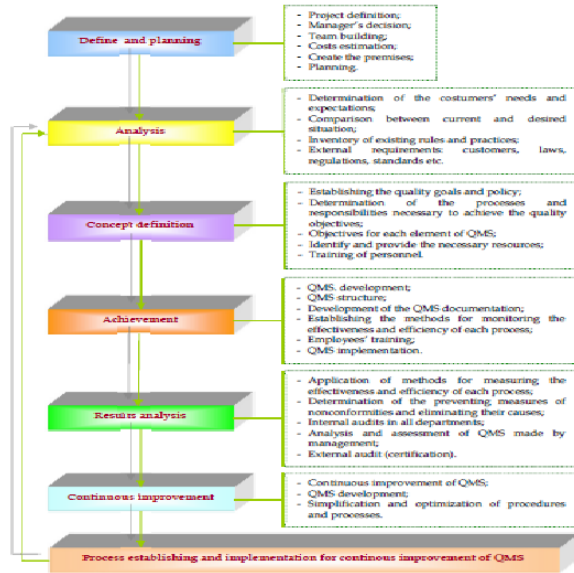 Define and planning
- Project definition;
- Manager's decision;
- Team building;
- Costs estimation;
- Create the premises;
- Planning.
Analysis
- Determination of the costumers' needs and
expectations;
- Comparison between current and desired
situation;
- Inventory of existing rules and practices;
- External requirements: customers, laws,
regulations, standards etc.
Concept definition
- Establishing the quality goals and policy;
- Determination of the processes and
responsibilities necessary to achieve the quality
objectives;
- Objectives for each element of QMS;
- Identify and provide the necessary resources;
- Training of personnel.
Achievement
- QMS. development;
- QMS structure;
- Development of the QMS documentation;
- Establishing the methods for monitoring the
effectiveness and efficiency of each process;
- Employees' training;
- QMS implementation.
Results analysis
- Application of methods for measuring the
effectiveness and efficiency of each process;
- Determination of the preventing measures of
nonconformities and eliminating their causes;
- Internal audits in all departments;
- Analysis and assessment of QMS made by
management;
- External audit (certification).
Continuous improvement
- Continuous improvement of QMS;
- QMS development;
- Simplification and optimization of procedures
and processes.
Process establishing and implementation for continous improvement of QMS